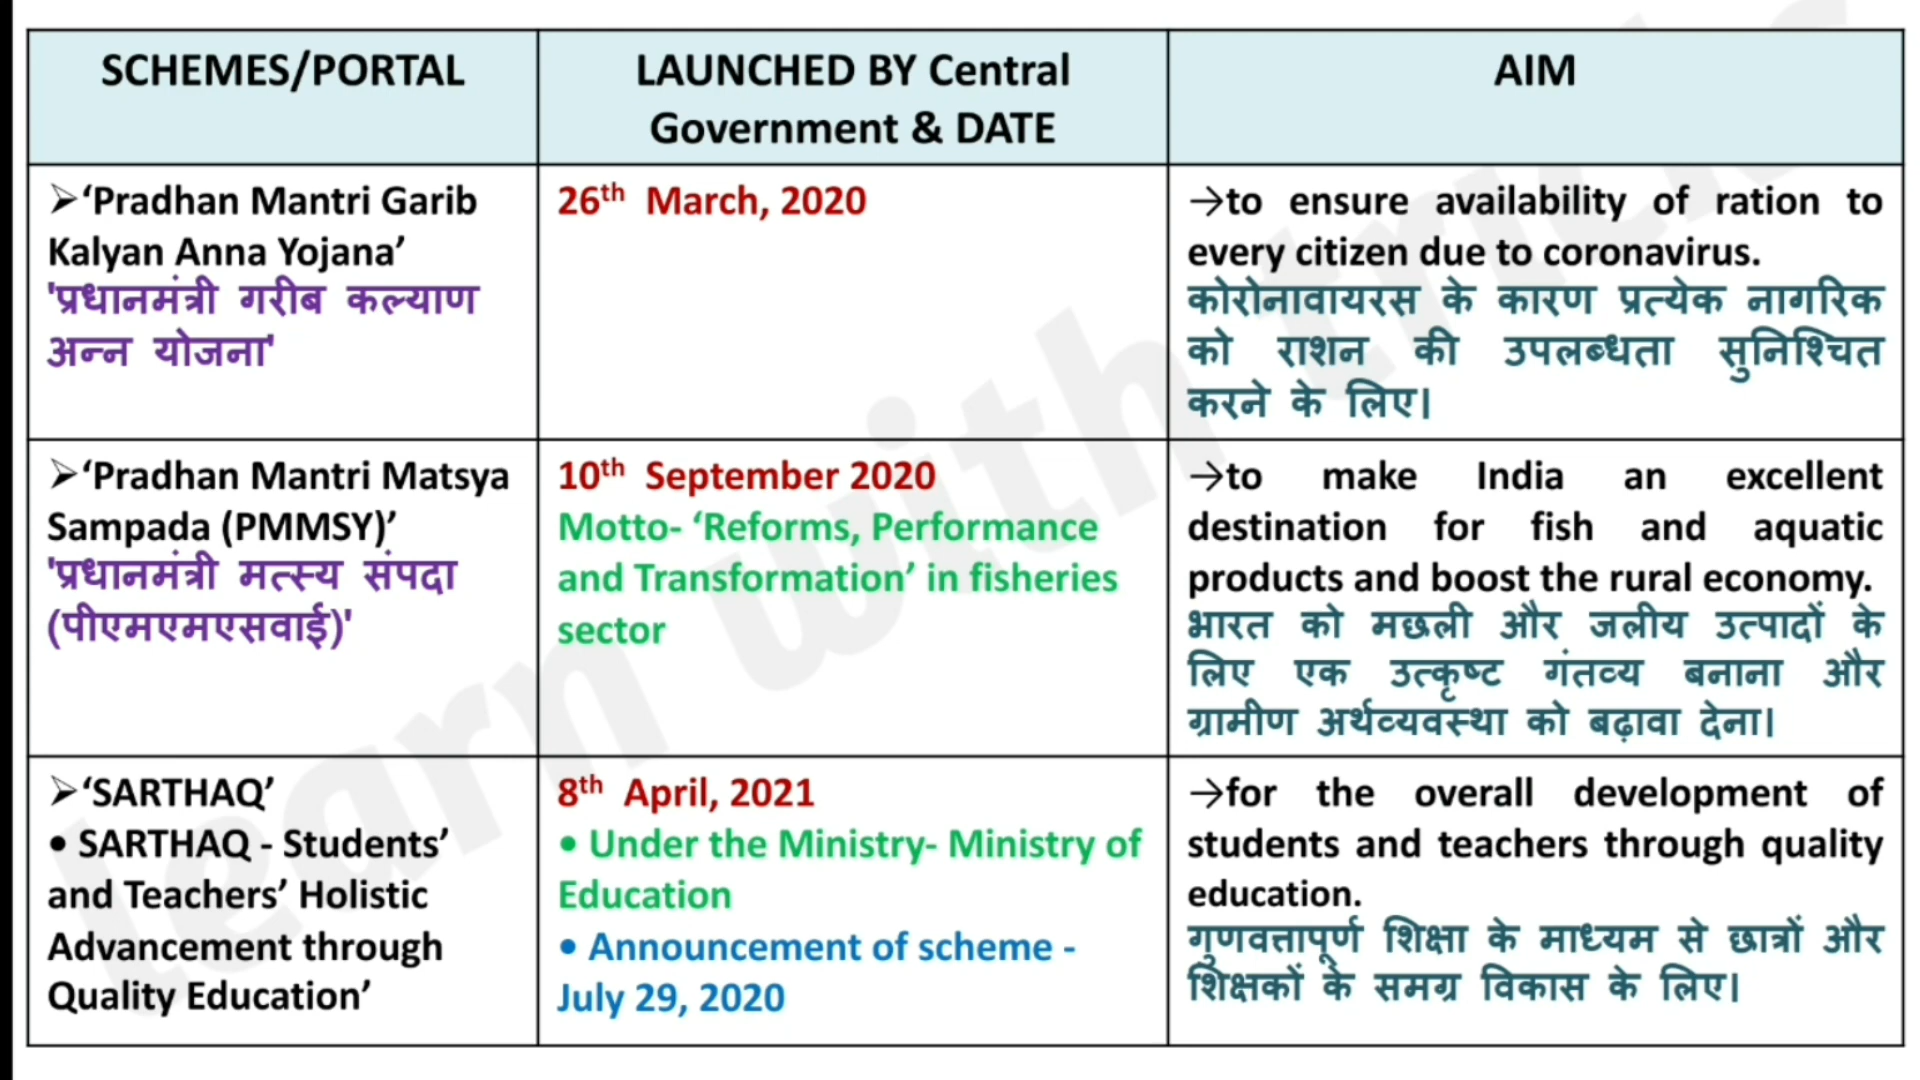 SCHEMES/PORTAL
LAUNCHED BY Central
Government & DATE
AIM
➢‘Pradhan Mantri Garib
Kalyan Anna Yojana’
'प्रधानमंत्री गरीब कल्याण
अन्न योजना'
26th March, 2020
→to ensure availability of ration to
every citizen due to coronavirus.
कोरोनावायरस के कारण प्रत्येक नागरिक
को राशन की उपलब्धता सुनिश्चित
करने के लिए।
➢‘Pradhan Mantri Matsya
Sampada (PMMSY)’
'प्रधानमंत्री मत्स्य संपदा
(पीएमएमएसवाई)'
10th September 2020
Motto- ‘Reforms, Performance
and Transformation’ in fisheries
sector
→to make India an excellent
destination for fish and aquatic
products and boost the rural economy.
भारत को मछली और जलीय उत्पादों के
लिए एक उत्कृष्ट गंतव्य बनाना और
ग्रामीण अर्थव्यवस्था को बढ़ावा देना।
➢‘SARTHAQ’
• SARTHAQ - Students’
and Teachers’ Holistic
Advancement through
Quality Education’
8th April, 2021
• Under the Ministry- Ministry of
Education
• Announcement of scheme -
July 29, 2020
→for the overall development of
students and teachers through quality
education.
गुणवत्तापूर्ण शिक्षा के माध्यम से छात्रों और
शिक्षकों के समग्र विकास के लिए।
learn with tricks